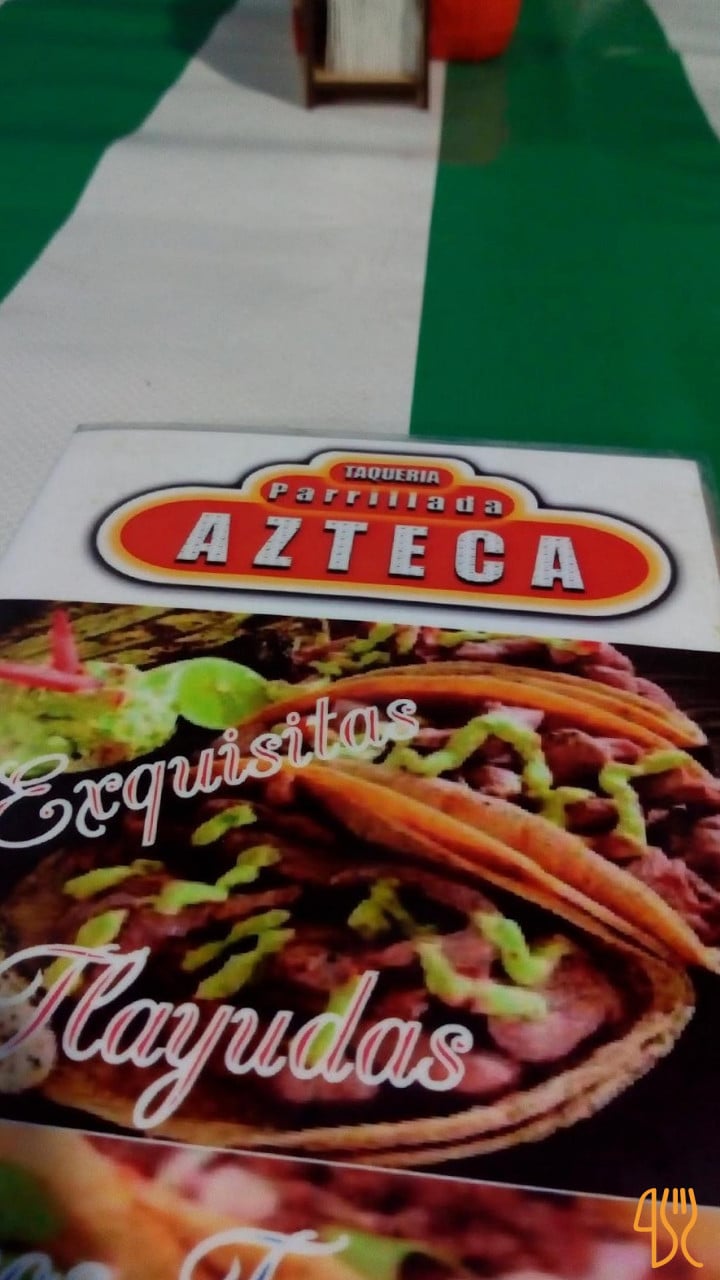 TAQUERIA
Parrillada
AZTECA
Exquisitas
Tlayudas